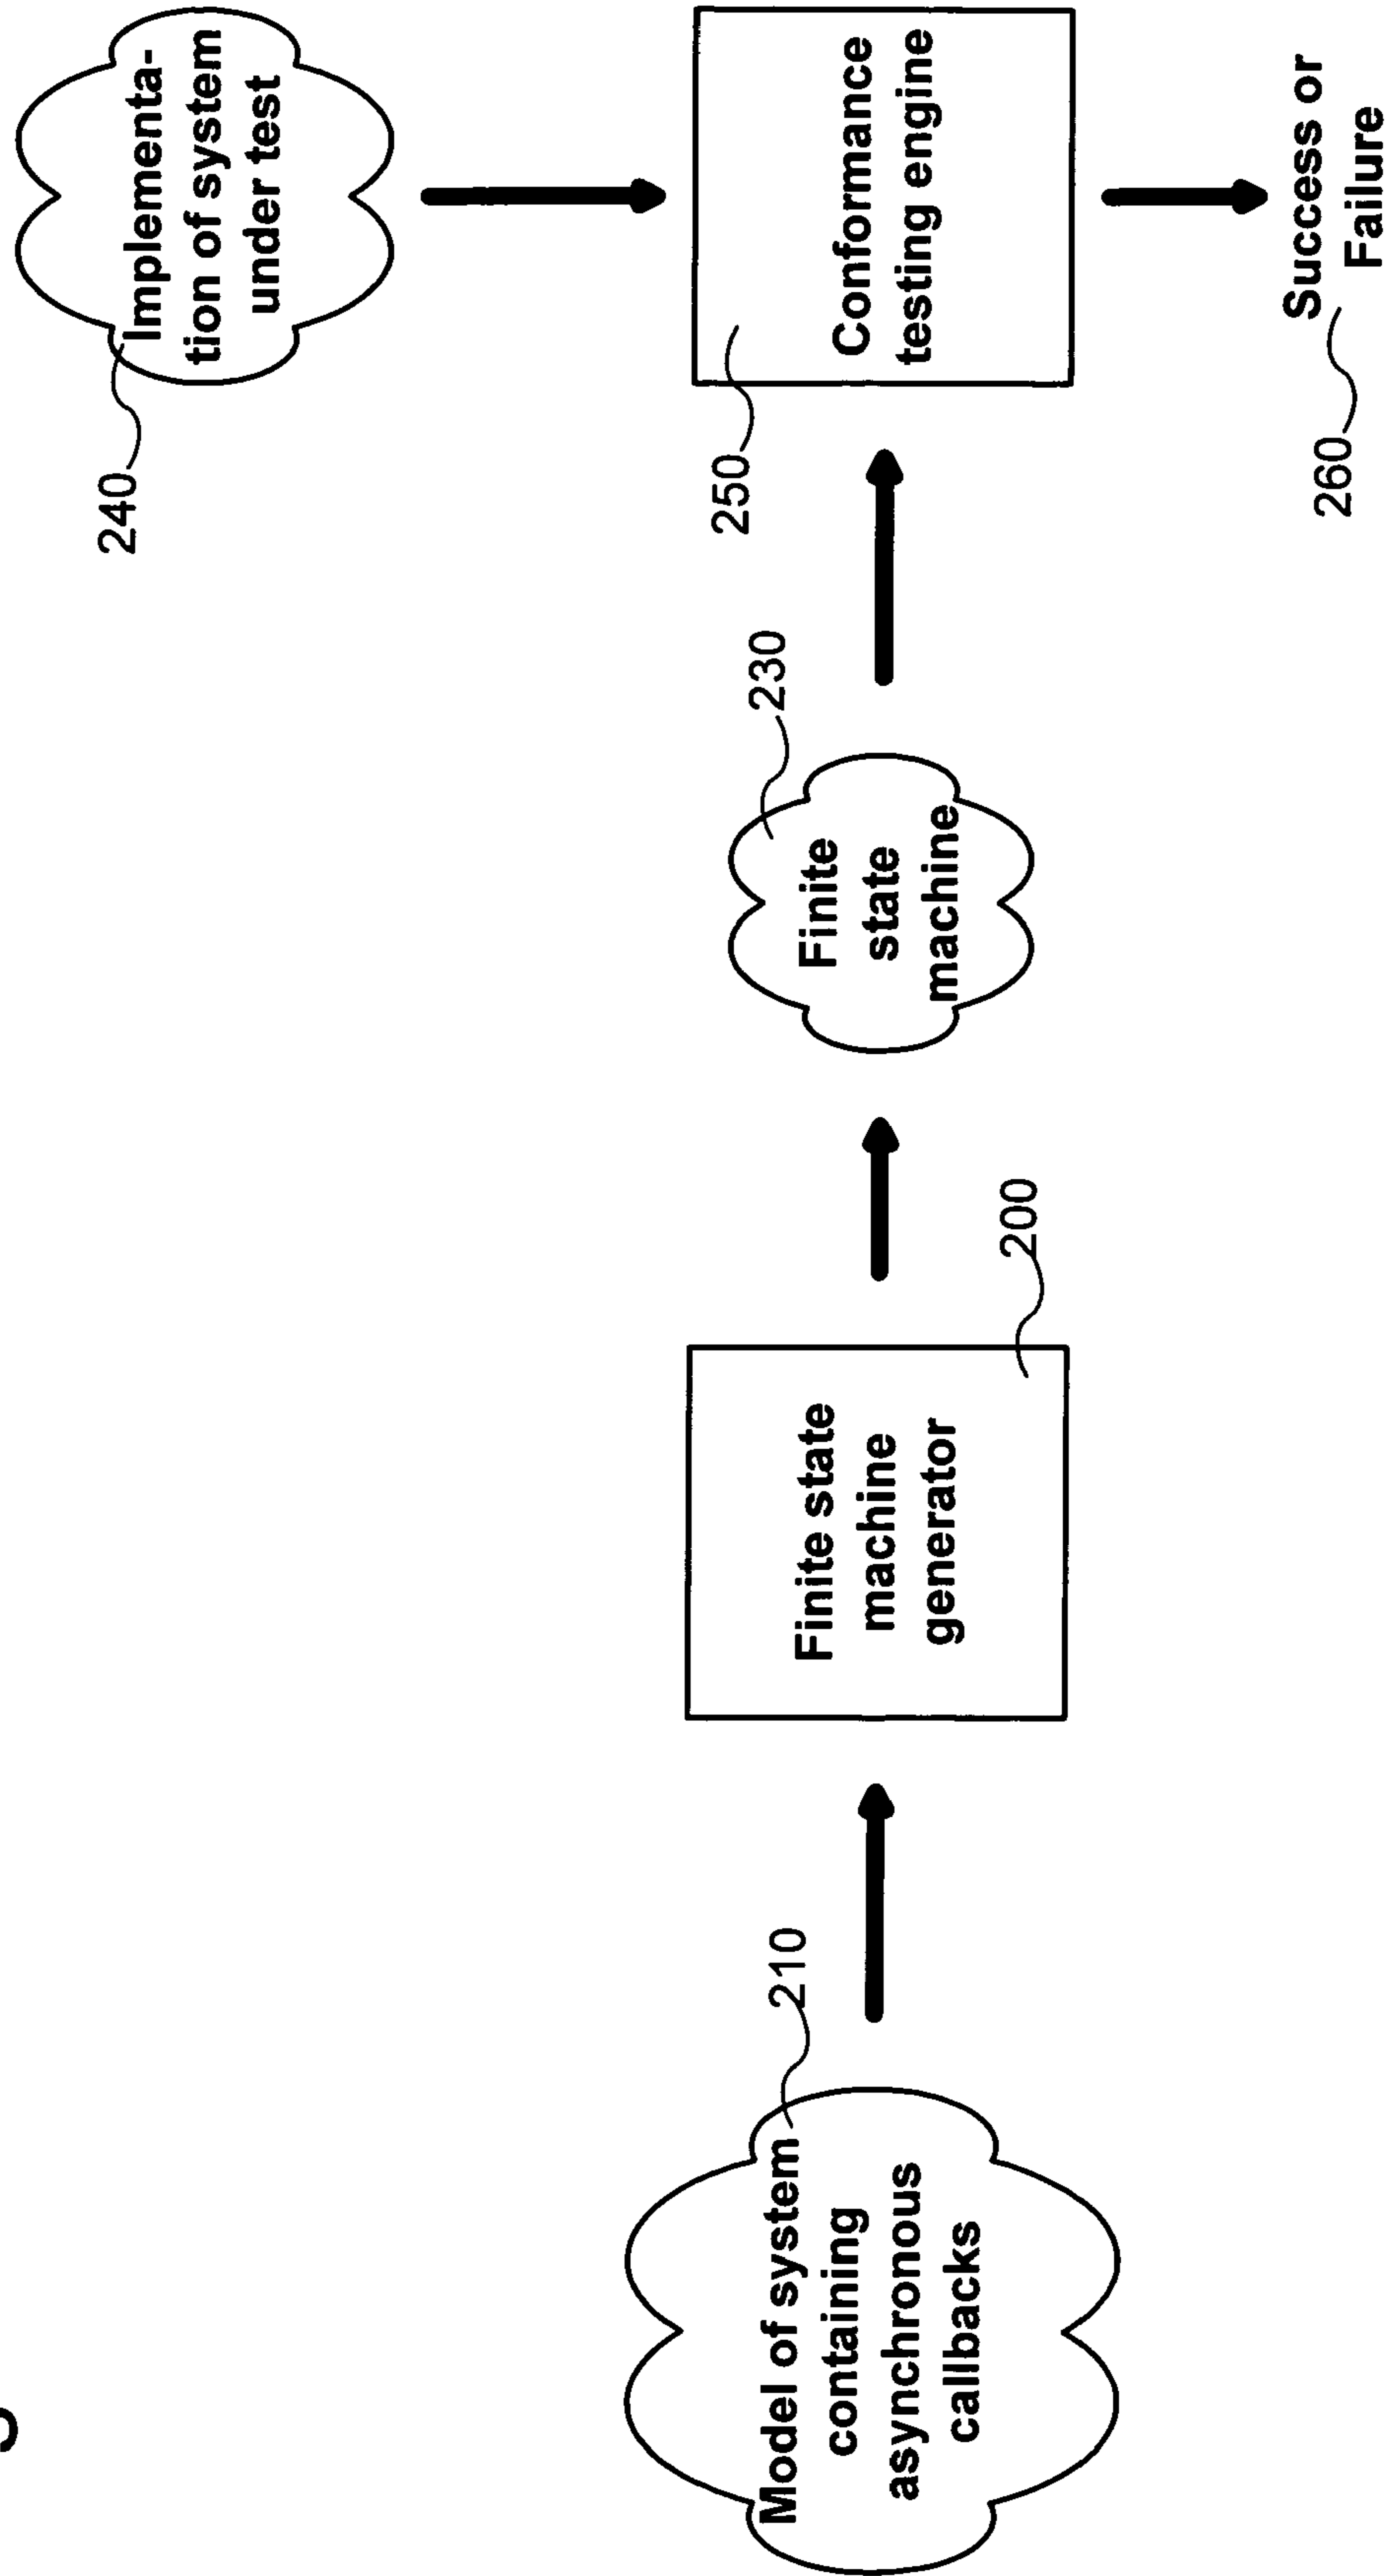 240
Implementa-
tion of system
under test
Model of system
containing
asynchronous
callbacks
210
Finite state
machine
generator
200
Finite
state
machine
230
250
Conformance
testing engine
260
Success or
Failure